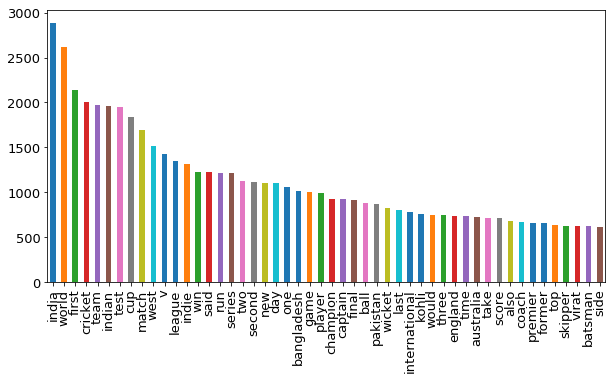 3000
2500
2000
1500
1000
500
0
india
world
first
cricket
team
indian
test
cup
match
west
v
league
indie
win
said
run
series
two
second
new
day
one
bangladesh
game
player
champion
captain
final
ball
pakistan
wicket
last
international
kohli
would
three
england
time
australia
take
score
also
coach
premier
former
top
skipper
virat
batsman
side